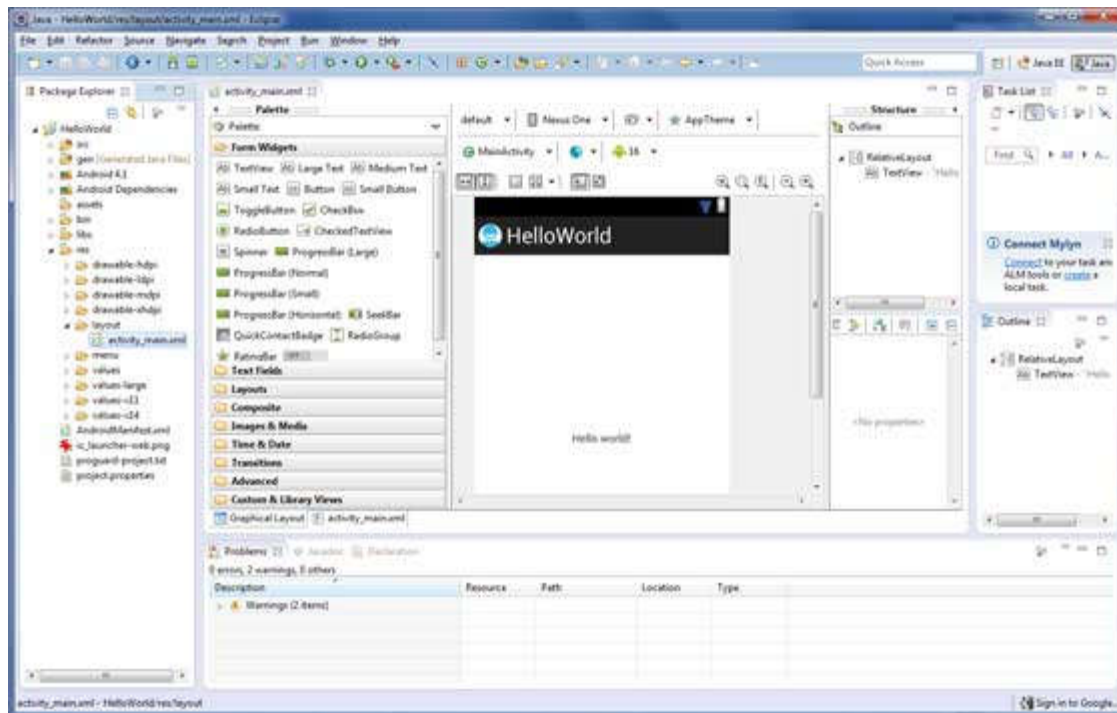 Java - HelloWorld/res/layout/activity_main.xml - Eclipse
File Edit Refactor Source Navigate Search Project Run Window Help
Quick Access
Java EE Java
Package Explorer
HelloWorld
src
gen [Generated Java Files]
Android 4.1
Android Dependencies
assets
bin
libs
res
drawable-hdpi
drawable-ldpi
drawable-mdpi
drawable-xhdpi
layout
activity_main.xml
menu
values
values-large
values-v11
values-v14
AndroidManifest.xml
ic_launcher-web.png
proguard-project.txt
project.properties
activity_main.xml
Palette
Palette
Form Widgets
TextView Large Text Medium Text
Small Text Button Small Button
ToggleButton CheckBox
RadioButton CheckedTextView
Spinner ProgressBar (Large)
ProgressBar (Normal)
ProgressBar (Small)
ProgressBar (Horizontal) SeekBar
QuickContactBadge RadioGroup
RatingBar
Text Fields
Layouts
Composite
Images & Media
Time & Date
Transitions
Advanced
Custom & Library Views
Graphical Layout activity_main.xml
default Nexus One AppTheme
MainActivity 16
HelloWorld
Hello world!
Structure
Outline
RelativeLayout
TextView - "Hello
<No properties>
Task List
Find All A...
Connect Mylyn
Connect to your task and
ALM tools or create a
local task.
Outline
RelativeLayout
TextView - "Hello
Problems Javadoc Declaration
0 errors, 2 warnings, 0 others
Description Resource Path Location Type
Warnings (2 items)
activity_main.xml - HelloWorld/res/layout
Sign in to Google...